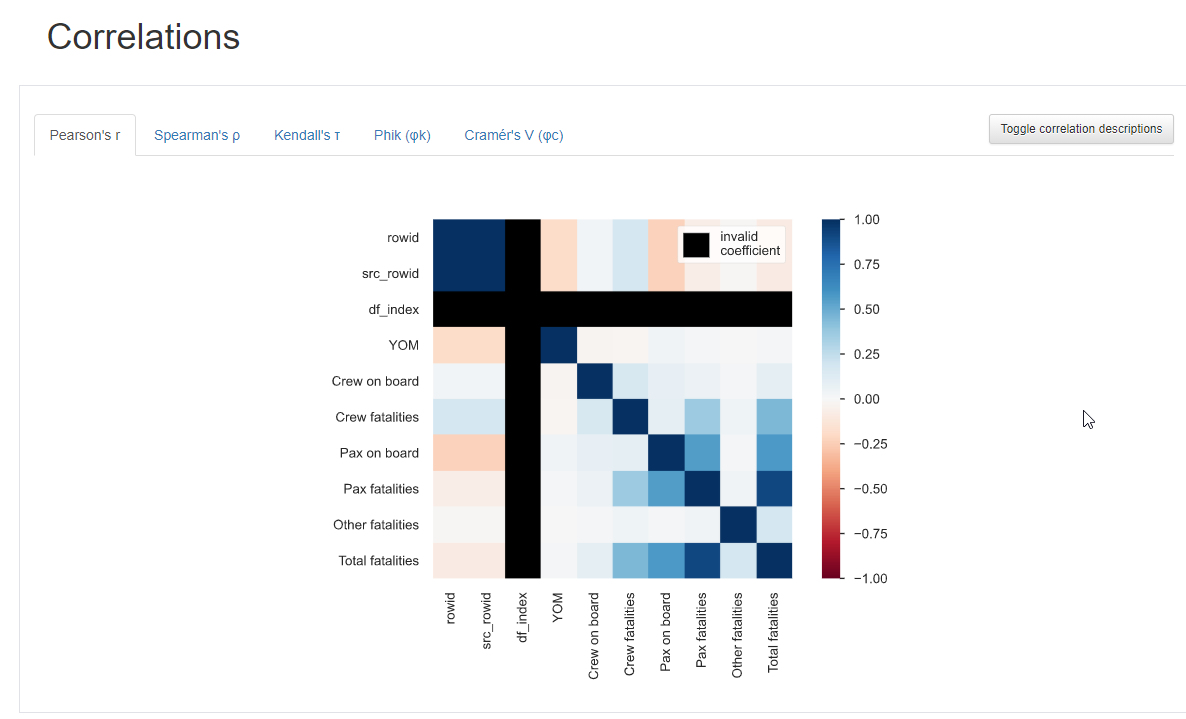 Correlations
Pearson's r
Spearman's ρ
Kendall's τ
Phik (φk)
Cramér's V (φc)
Toggle correlation descriptions
rowid
src_rowid
df_index
YOM
Crew on board
Crew fatalities
Pax on board
Pax fatalities
Other fatalities
Total fatalities
invalid
coefficient
1.00
0.75
0.50
0.25
0.00
−0.25
−0.50
−0.75
−1.00
rowid
src_rowid
df_index
YOM
Crew on board
Crew fatalities
Pax on board
Pax fatalities
Other fatalities
Total fatalities